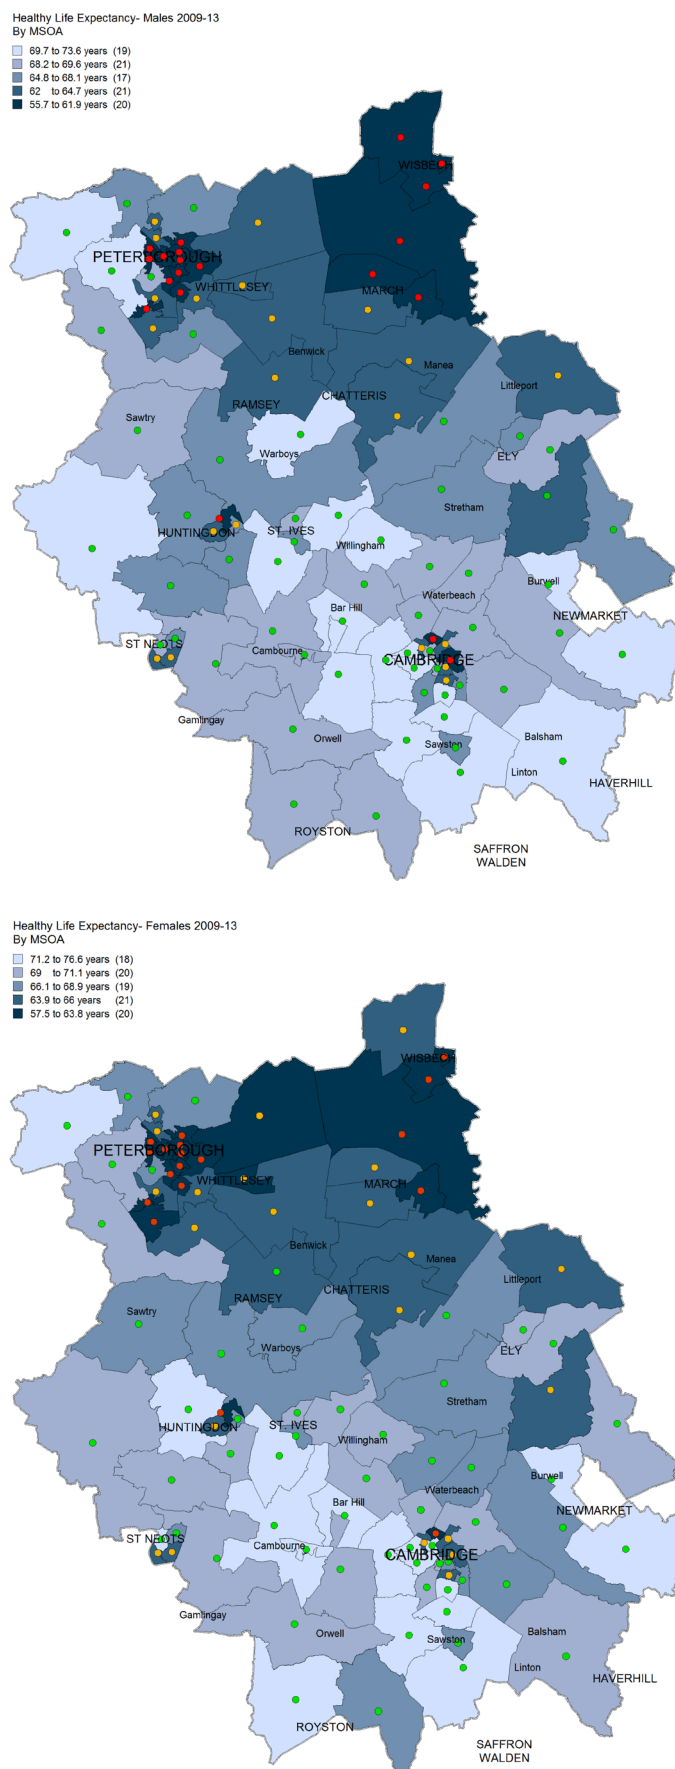 Healthy Life Expectancy- Males 2009-13
By MSOA
69.7 to 73.6 years (19)
68.2 to 69.6 years (21)
64.8 to 68.1 years (17)
62 to 64.7 years (21)
55.7 to 61.9 years (20)
WISBECH
PETERBOROUGH
WHITTLESEY
MARCH
Benwick
Manea
Littleport
CHATTERIS
RAMSEY
Sawtry
Warboys
ELY
Stretham
HUNTINGDON
ST. IVES
Willingham
Burwell
Waterbeach
Bar Hill
NEWMARKET
ST NEOTS
Cambourne
CAMBRIDGE
Gamlingay
Orwell
Sawston
Balsham
Linton
HAVERHILL
ROYSTON
SAFFRON
WALDEN
Healthy Life Expectancy- Females 2009-13
By MSOA
71.2 to 76.6 years (18)
69 to 71.1 years (20)
66.1 to 68.9 years (19)
63.9 to 66 years (21)
57.5 to 63.8 years (20)
WISBECH
PETERBOROUGH
WHITTLESEY
MARCH
Benwick
Manea
Littleport
CHATTERIS
RAMSEY
Sawtry
Warboys
ELY
Stretham
HUNTINGDON
ST. IVES
Willingham
Burwell
Waterbeach
Bar Hill
NEWMARKET
ST NEOTS
Cambourne
CAMBRIDGE
Gamlingay
Orwell
Sawston
Balsham
Linton
HAVERHILL
ROYSTON
SAFFRON
WALDEN